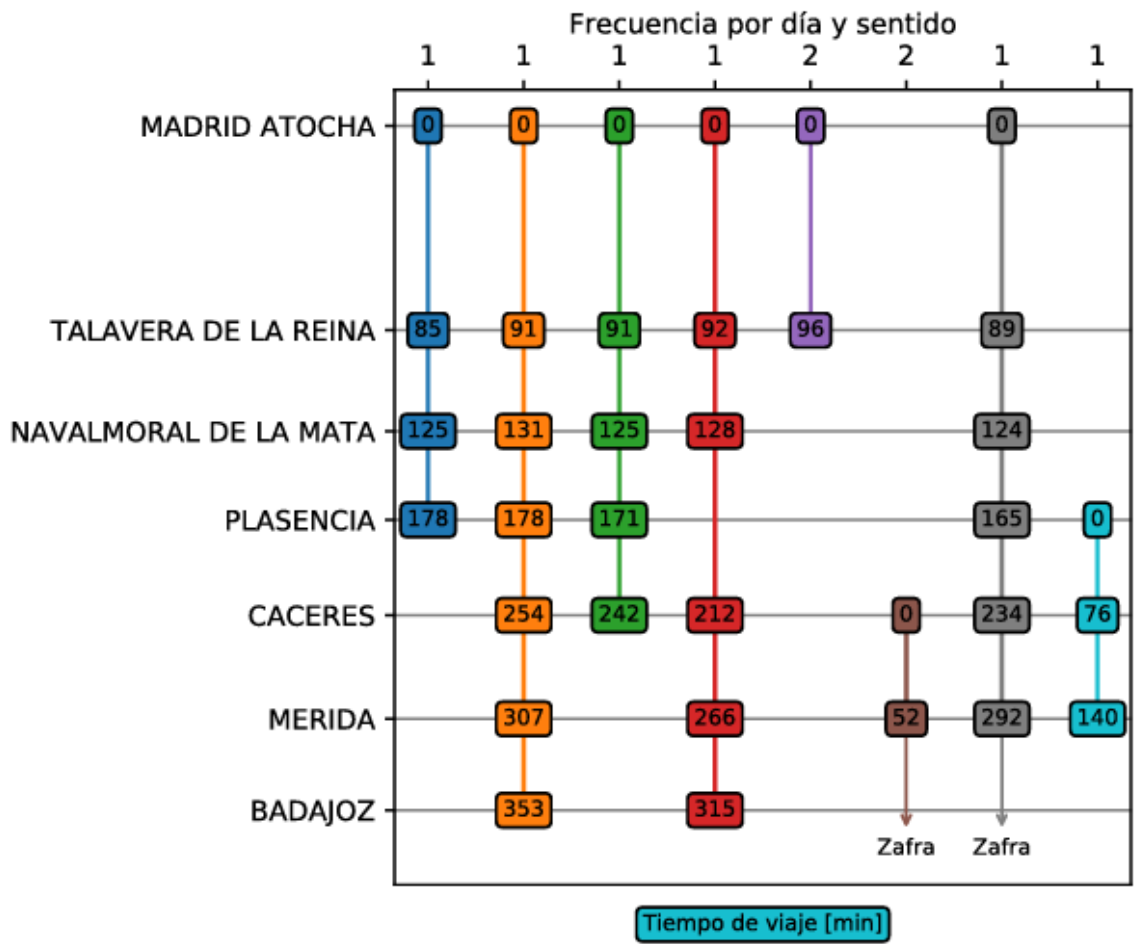 Frecuencia por día y sentido
1 1 1 1 2 2 1 1
MADRID ATOCHA 0 0 0 0 0 0
TALAVERA DE LA REINA 85 91 91 92 96 89
NAVALMORAL DE LA MATA 125 131 125 128 124
PLASENCIA 178 178 171 165 0
CACERES 254 242 212 0 234 76
MERIDA 307 266 52 292 140
BADAJOZ 353 315
Zafra Zafra
Tiempo de viaje [min]